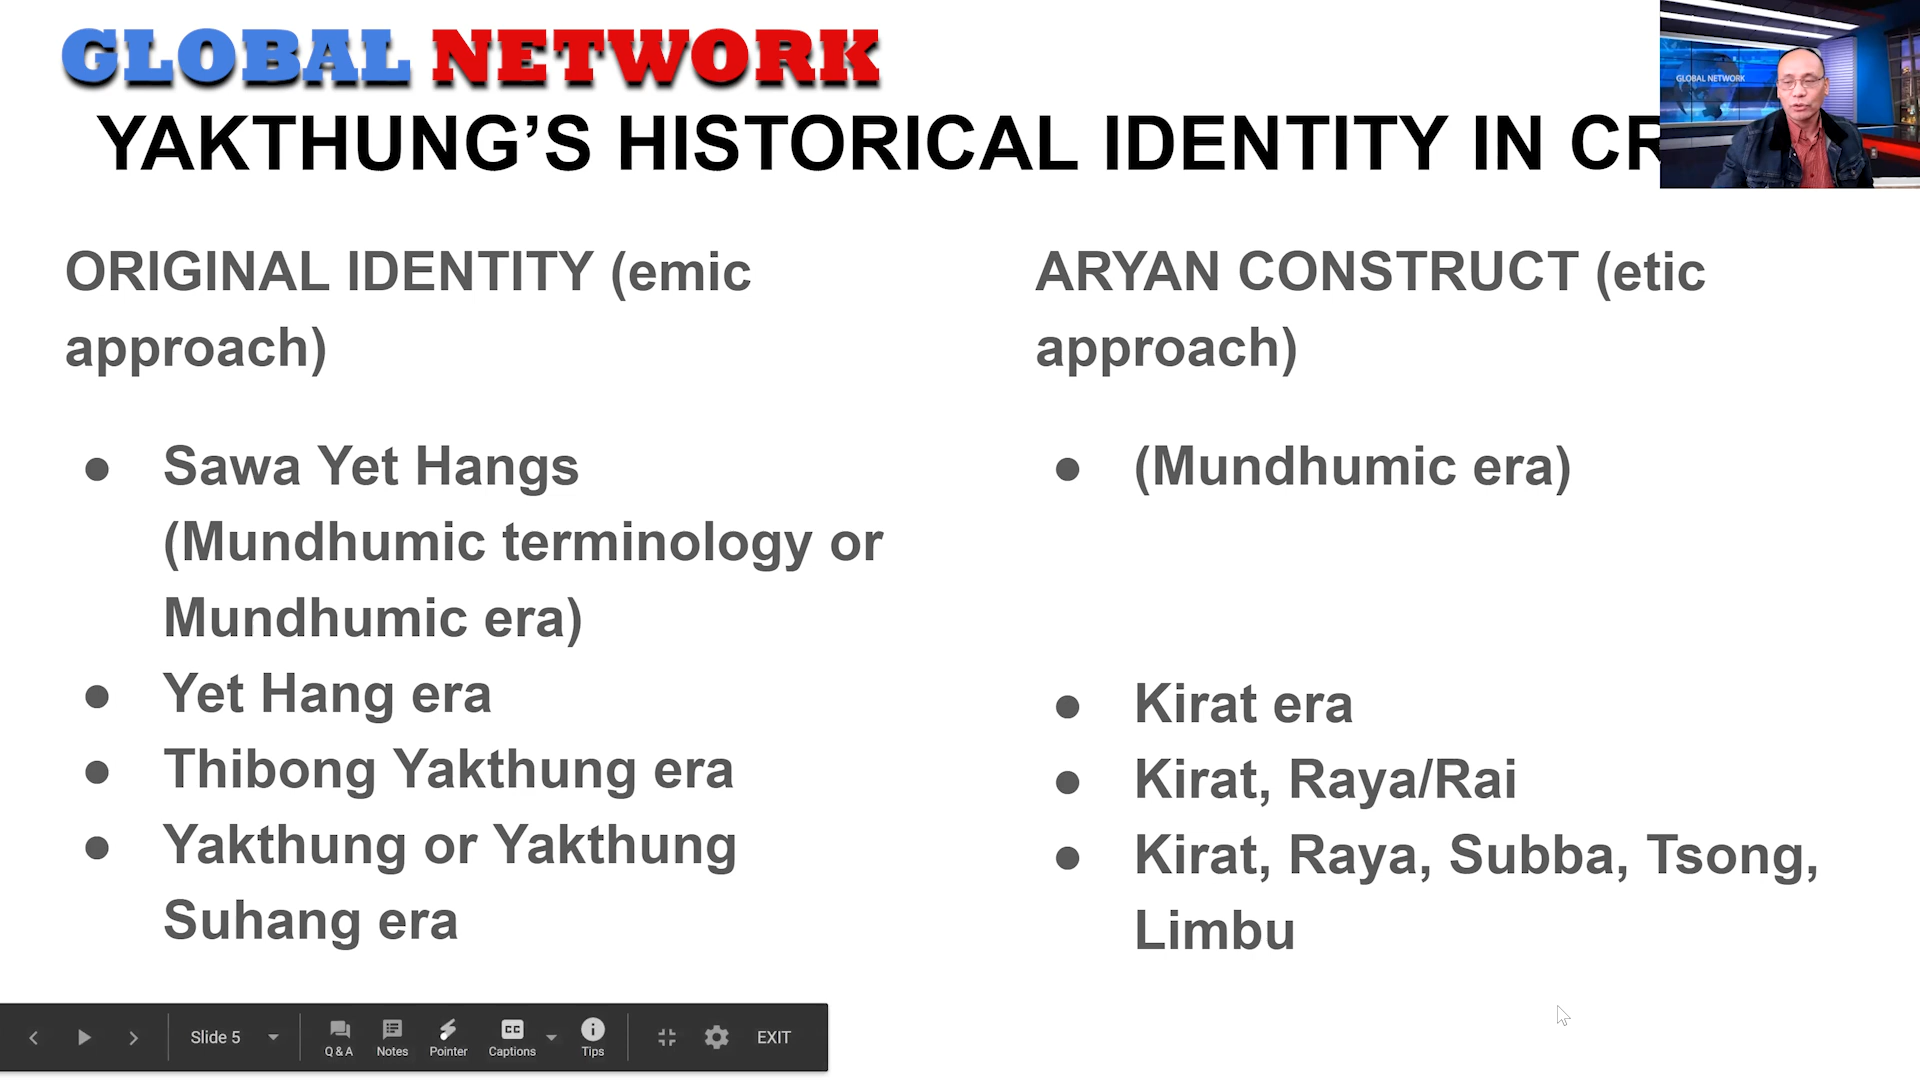 GLOBAL NETWORK
YAKTHUNG’S HISTORICAL IDENTITY IN CR
GLOBAL NETWORK
ORIGINAL IDENTITY (emic
approach)
● Sawa Yet Hangs
(Mundhumic terminology or
Mundhumic era)
● Yet Hang era
● Thibong Yakthung era
● Yakthung or Yakthung
Suhang era
ARYAN CONSTRUCT (etic
approach)
● (Mundhumic era)
● Kirat era
● Kirat, Raya/Rai
● Kirat, Raya, Subba, Tsong,
Limbu
Slide 5
Q & A
Notes
Pointer
CC
Captions
Tips
EXIT